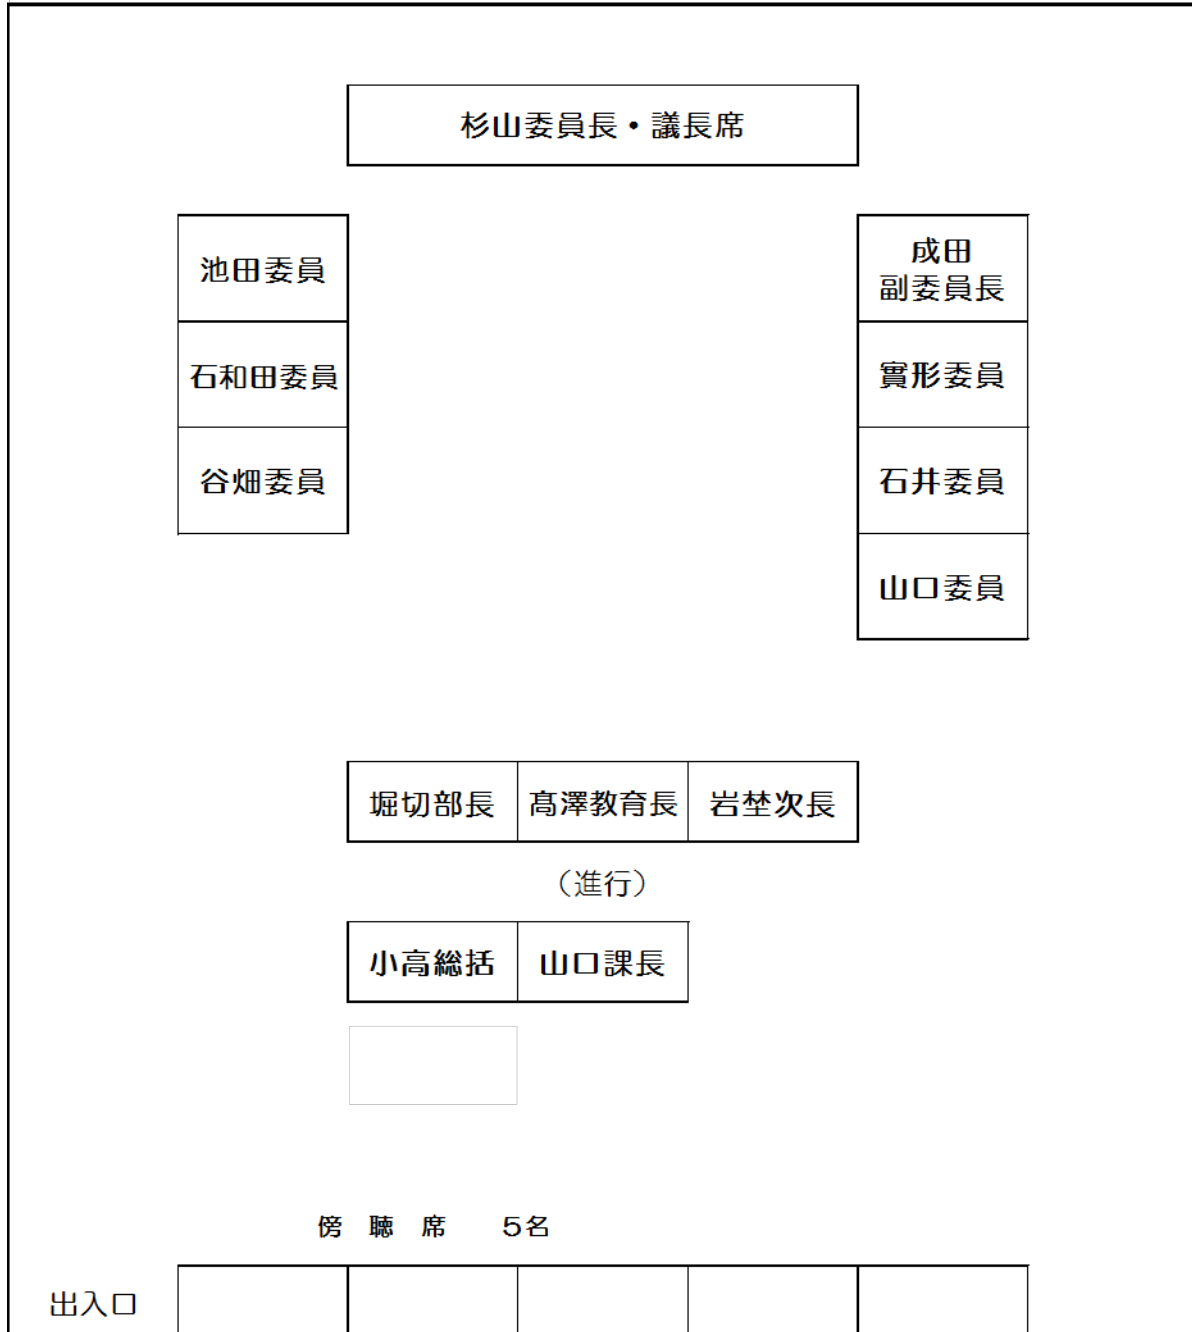 杉山委員長・議長席
池田委員
成田
副委員長
石和田委員
實形委員
谷畑委員
石井委員
山口委員
堀切部長
髙澤教育長
岩埜次長
（進行）
小高総括
山口課長
傍　聴　席　　５名
出入口